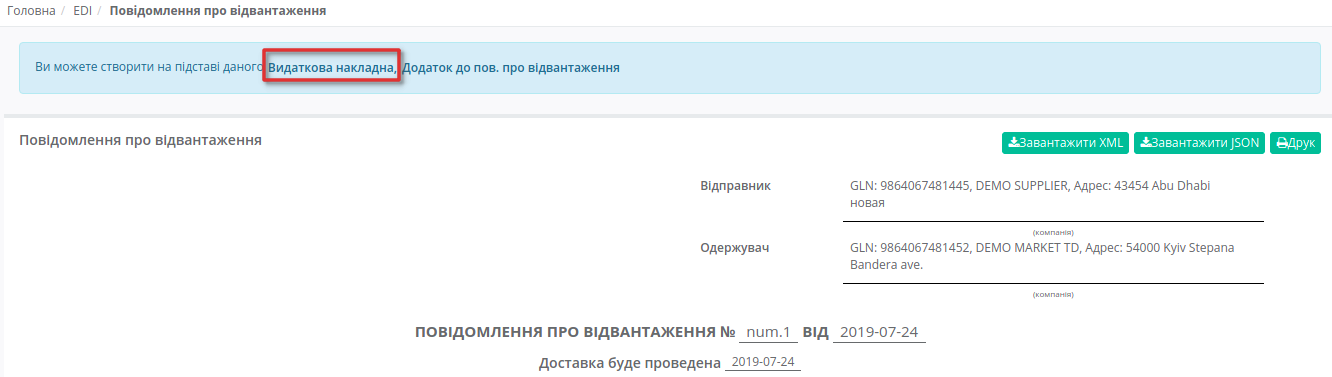 Головна / EDI / Повідомлення про відвантаження
Ви можете створити на підставі даного Видаткова накладна, Додаток до пов. про відвантаження
Повідомлення про відвантаження
Завантажити XML Завантажити JSON Друк
Відправник GLN: 9864067481445, DEMO SUPPLIER, Адрес: 43454 Abu Dhabi
новая
(компанія)
Одержувач GLN: 9864067481452, DEMO MARKET TD, Адрес: 54000 Kyiv Stepana
Bandera ave.
(компанія)
ПОВІДОМЛЕННЯ ПРО ВІДВАНТАЖЕННЯ № num.1 ВІД 2019-07-24
Доставка буде проведена 2019-07-24